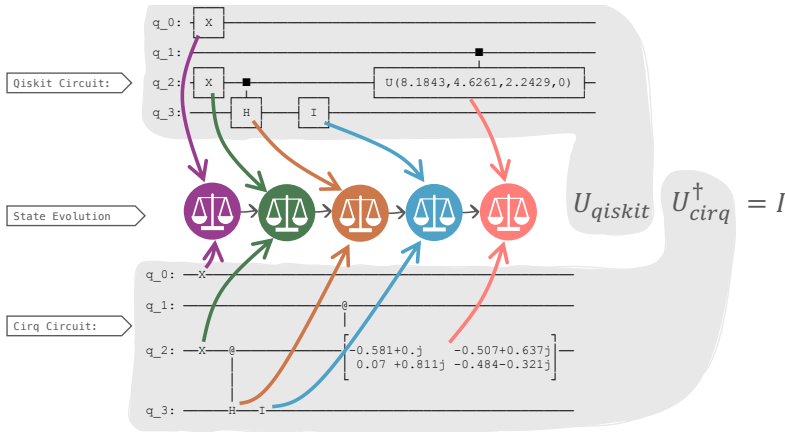 q_0: X
q_1:
Qiskit Circuit:
q_2: X U(8.1843,4.6261,2.2429,0)
q_3: H I
State Evolution
U_qiskit U†_cirq = I
q_0: X
q_1: @
Cirq Circuit:
q_2: X @ -0.581+0.j -0.507+0.637j
0.07 +0.811j -0.484-0.321j
q_3: H I